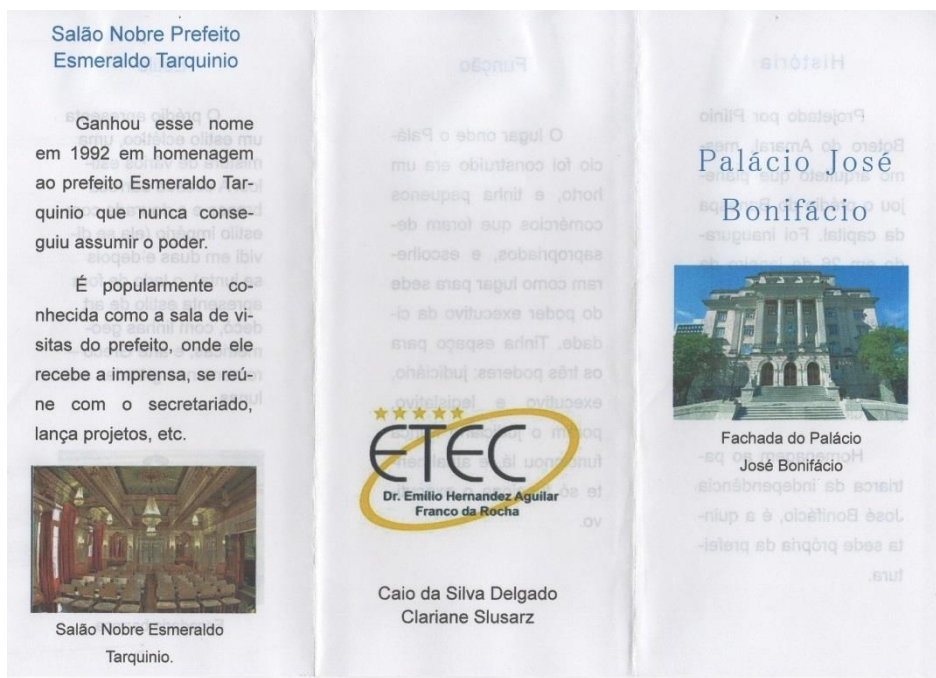 Salão Nobre Prefeito
Esmeraldo Tarquinio
Ganhou esse nome
em 1992 em homenagem
ao prefeito Esmeraldo Tar-
quinio que nunca conse-
guiu assumir o poder.
É popularmente co-
nhecida como a sala de vi-
sitas do prefeito, onde ele
recebe a imprensa, se reú-
ne com o secretariado,
lança projetos, etc.
Salão Nobre Esmeraldo
Tarquinio.
ETEC
Dr. Emílio Hernandez Aguilar
Franco da Rocha
Caio da Silva Delgado
Clariane Slusarz
Palácio José
Bonifácio
Fachada do Palácio
José Bonifácio